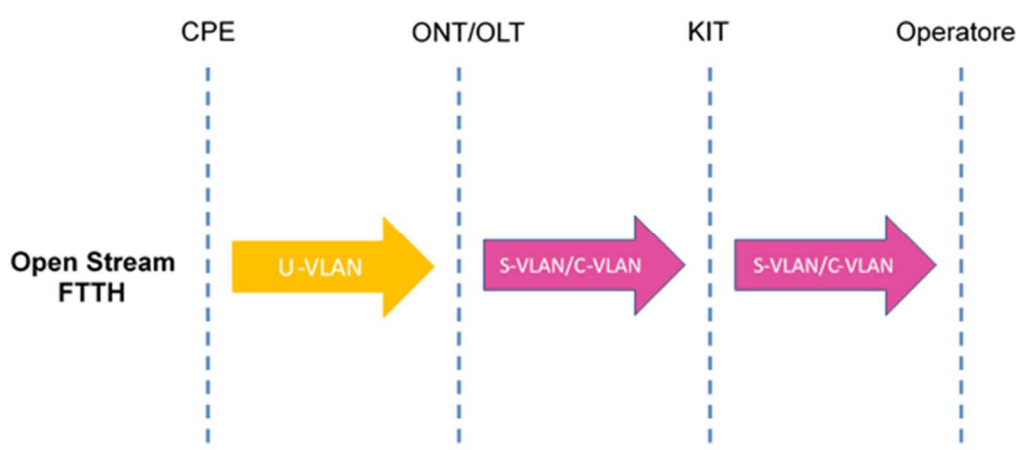 CPE
ONT/OLT
KIT
Operatore
Open Stream
FTTH
U-VLAN
S-VLAN/C-VLAN
S-VLAN/C-VLAN